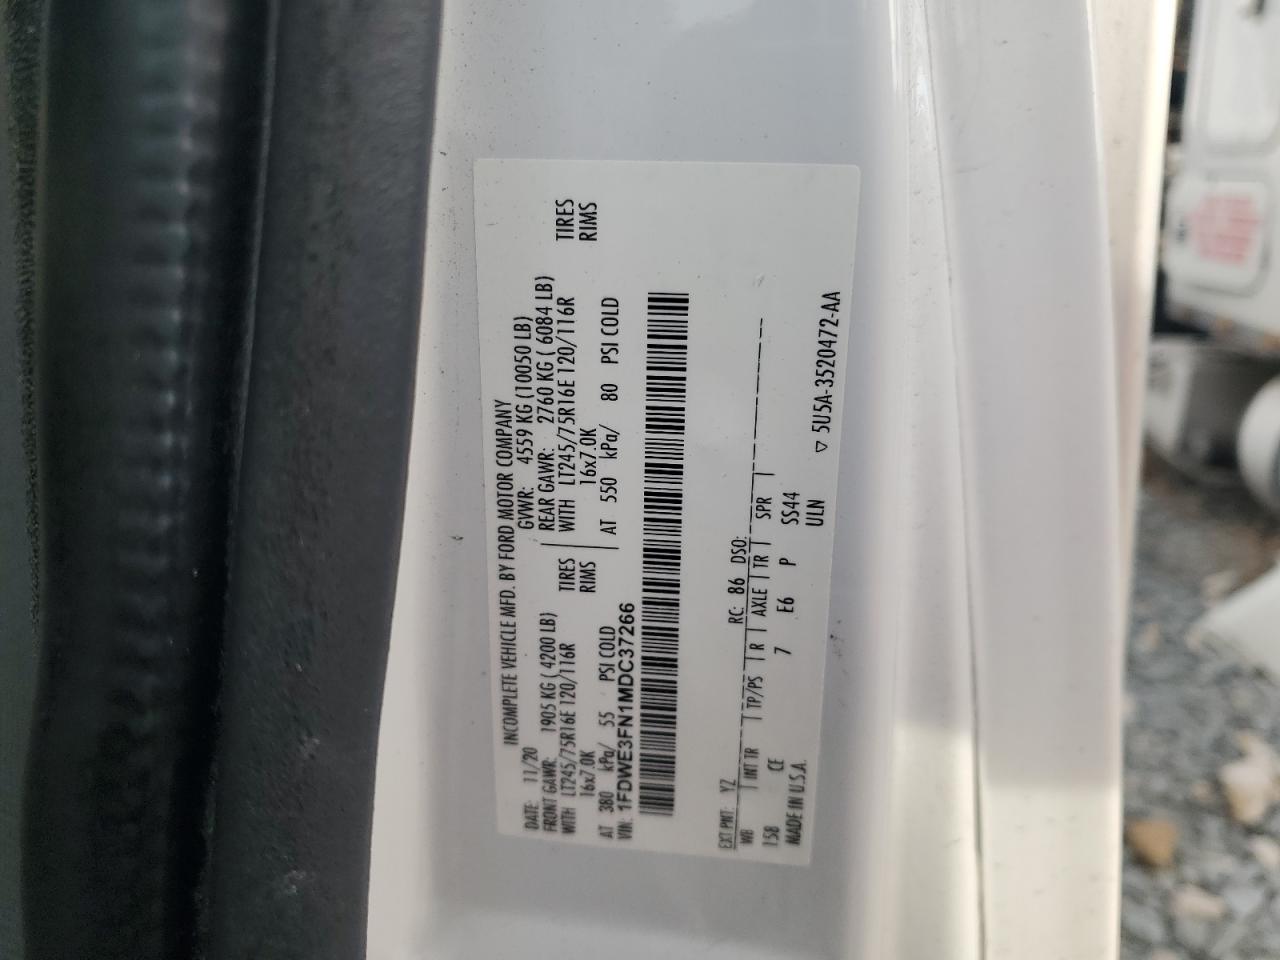 INCOMPLETE VEHICLE MFD. BY FORD MOTOR COMPANY
DATE: 11/20 GVWR: 4559 KG (10050 LB)
FRONT GAWR: 1905 KG ( 4200 LB) REAR GAWR: 2760 KG ( 6084 LB)
WITH LT245/75R16E 120/116R TIRES WITH LT245/75R16E 120/116R TIRES
16x7.0K RIMS 16x7.0K RIMS
AT 380 kPa/ 55 PSI COLD AT 550 kPa/ 80 PSI COLD
VIN: 1FDWE3FN1MDC37266
EXT PNT: YZ RC: 86 DSO:
WB INT TR TP/PS R AXLE TR SPR
158 CE 7 E6 P SS44
MADE IN U.S.A. ULN
▽ 5U5A-3520472-AA